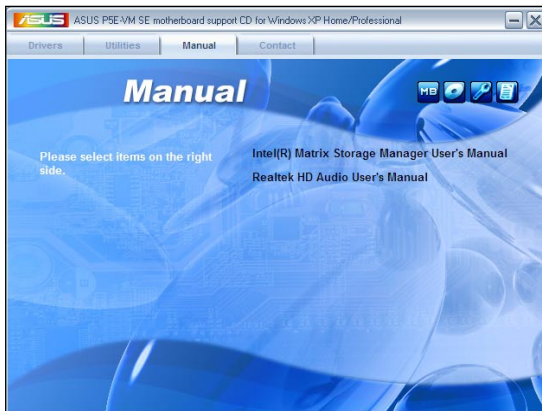 ASUS
ASUS P5E-VM SE motherboard support CD for Windows XP Home/Professional
Drivers
Utilities
Manual
Contact
Manual
MB
Please select items on the right
side.
Intel(R) Matrix Storage Manager User's Manual
Realtek HD Audio User's Manual